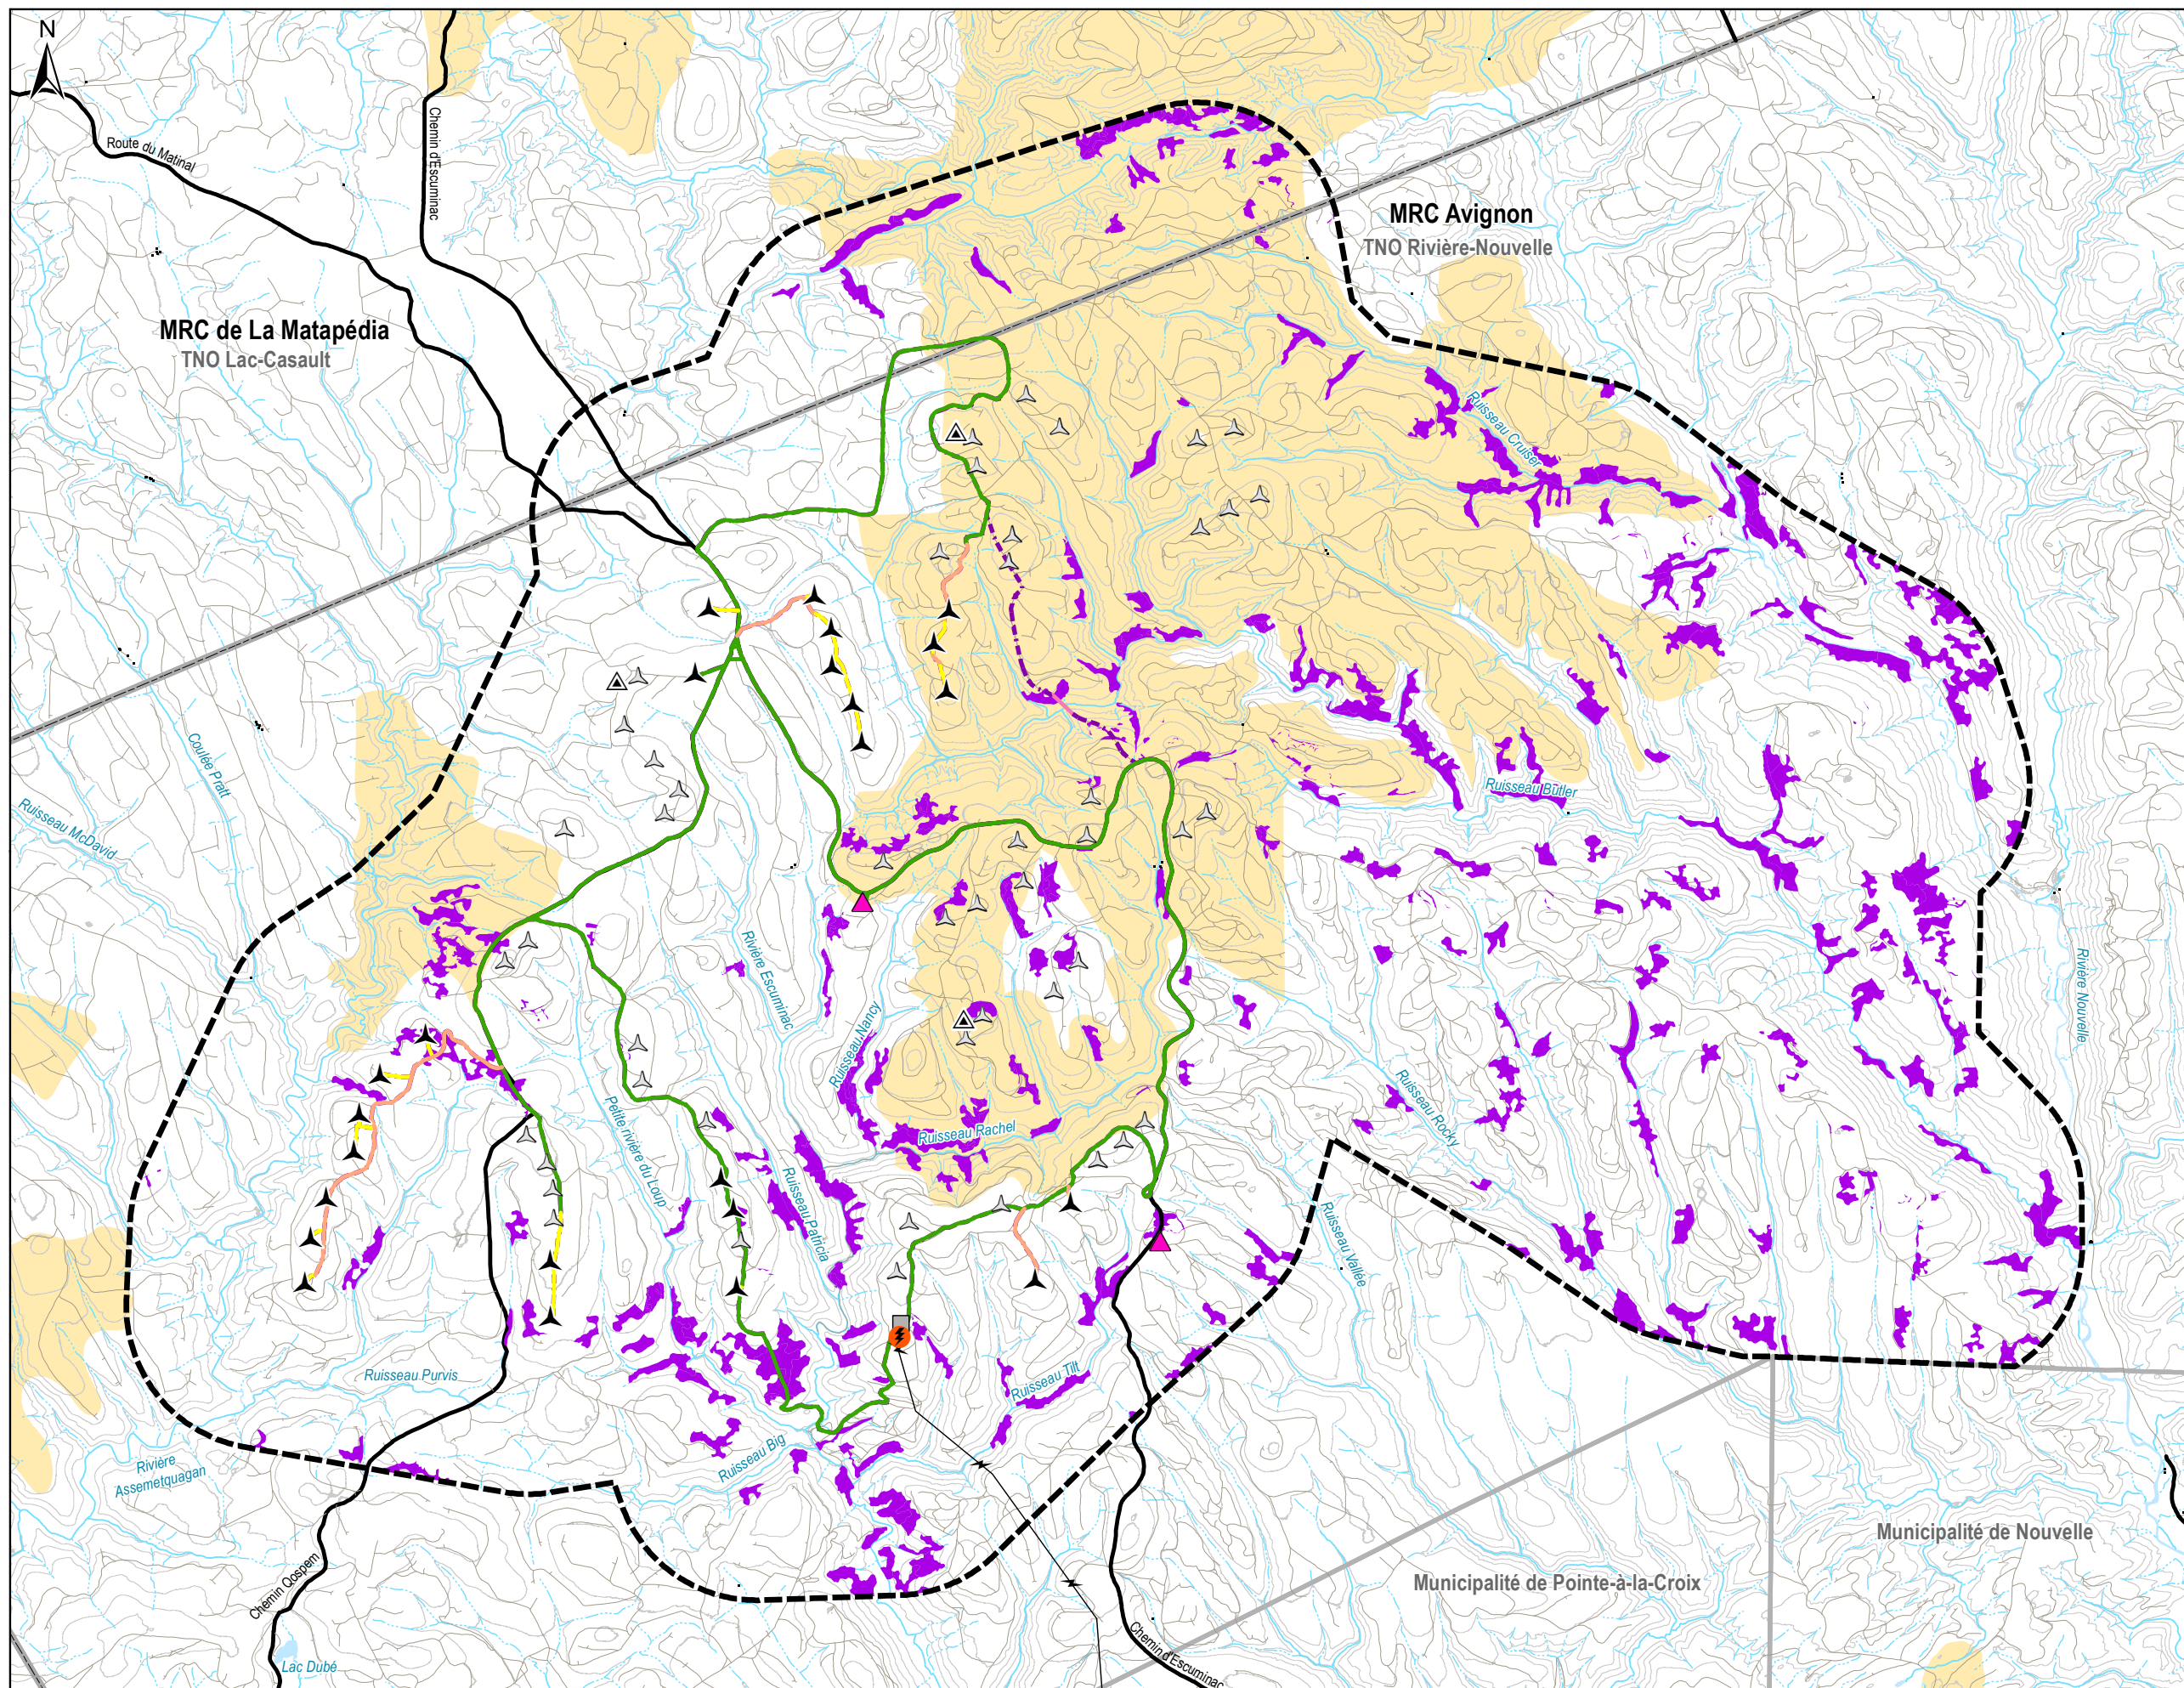 N
Route du Matinal
Chemin d'Escuminac
MRC Avignon
TNO Rivière-Nouvelle
MRC de La Matapédia
TNO Lac-Casault
Ruisseau Cruiser
Coulée Pratt
Ruisseau McDavid
Ruisseau Butler
Rivière Escuminac
Rivière Nouvelle
Ruisseau Nancy
Ruisseau Rocky
Petite rivière du Loup
Ruisseau Rachel
Ruisseau Patricia
Ruisseau Vallée
Ruisseau Purvis
Ruisseau Tilt
Ruisseau Big
Rivière
Assemetquagan
Chemin Qospem
Municipalité de Nouvelle
Municipalité de Pointe-à-la-Croix
Lac Dubé
Chemin d'Escuminac